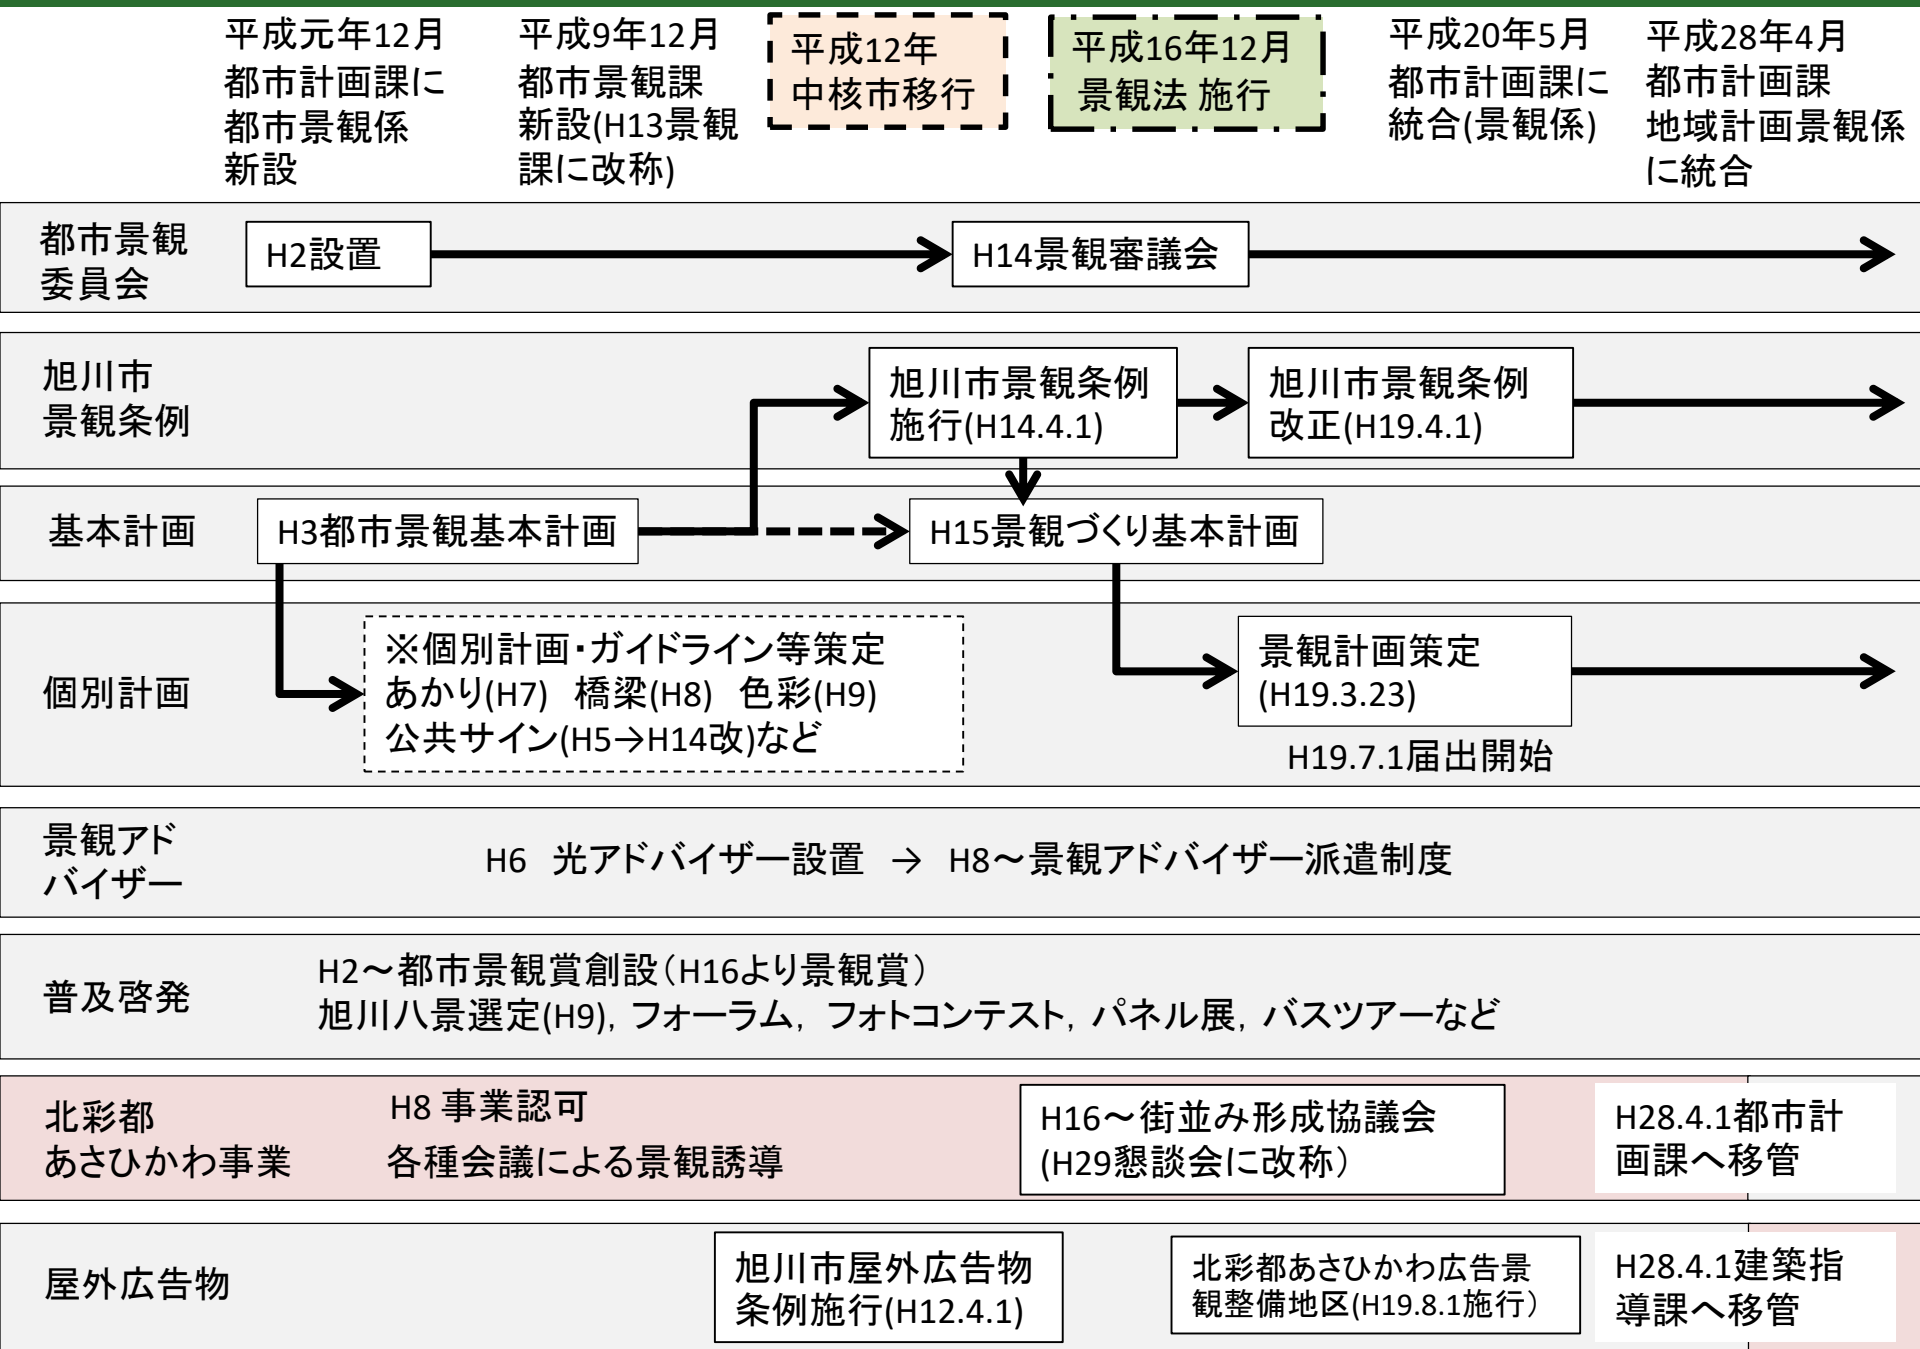 平成元年12月
都市計画課に
都市景観係
新設
平成9年12月
都市景観課
新設(H13景観
課に改称)
平成12年
中核市移行
平成16年12月
景観法 施行
平成20年5月
都市計画課に
統合(景観係)
平成28年4月
都市計画課
地域計画景観係
に統合
都市景観
委員会
H2設置
H14景観審議会
旭川市
景観条例
旭川市景観条例
施行(H14.4.1)
旭川市景観条例
改正(H19.4.1)
基本計画
H3都市景観基本計画
H15景観づくり基本計画
個別計画
※個別計画・ガイドライン等策定
あかり(H7)　橋梁(H8)　色彩(H9)
公共サイン(H5→H14改)など
景観計画策定
(H19.3.23)
H19.7.1届出開始
景観アド
バイザー
H6　光アドバイザー設置　→　H8～景観アドバイザー派遣制度
普及啓発
H2～都市景観賞創設（H16より景観賞）
旭川八景選定(H9)，フォーラム，フォトコンテスト，パネル展，バスツアーなど
北彩都
あさひかわ事業
H8 事業認可
各種会議による景観誘導
H16～街並み形成協議会
(H29懇談会に改称）
H28.4.1都市計
画課へ移管
屋外広告物
旭川市屋外広告物
条例施行(H12.4.1)
北彩都あさひかわ広告景
観整備地区(H19.8.1施行）
H28.4.1建築指
導課へ移管